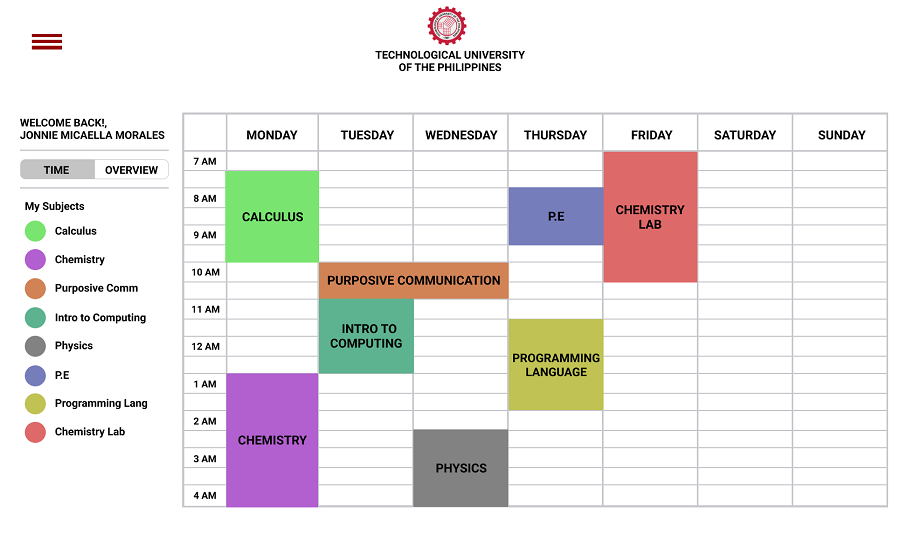 TECHNOLOGICAL UNIVERSITY
OF THE PHILIPPINES
WELCOME BACK!,
JONNIE MICAELLA MORALES
TIME OVERVIEW
My Subjects
Calculus
Chemistry
Purposive Comm
Intro to Computing
Physics
P.E
Programming Lang
Chemistry Lab
MONDAY TUESDAY WEDNESDAY THURSDAY FRIDAY SATURDAY SUNDAY
7 AM
8 AM
CALCULUS P.E CHEMISTRY
LAB
9 AM
10 AM
PURPOSIVE COMMUNICATION
11 AM
INTRO TO
COMPUTING
12 AM
PROGRAMMING
LANGUAGE
1 AM
2 AM
CHEMISTRY
3 AM
PHYSICS
4 AM